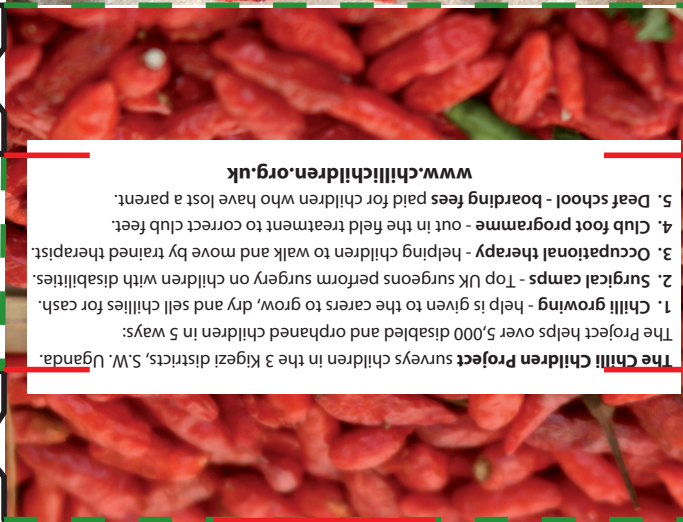 The Chilli Children Project surveys children in the 3 Kigezi districts, S.W. Uganda.
The Project helps over 5,000 disabled and orphaned children in 5 ways:
1. Chilli growing - help is given to the carers to grow, dry and sell chillies for cash.
2. Surgical camps - Top UK surgeons perform surgery on children with disabilities.
3. Occupational therapy - helping children to walk and move by trained therapist.
4. Club foot programme - out in the field treatment to correct club feet.
5. Deaf school - boarding fees paid for children who have lost a parent.
www.chillichildren.org.uk